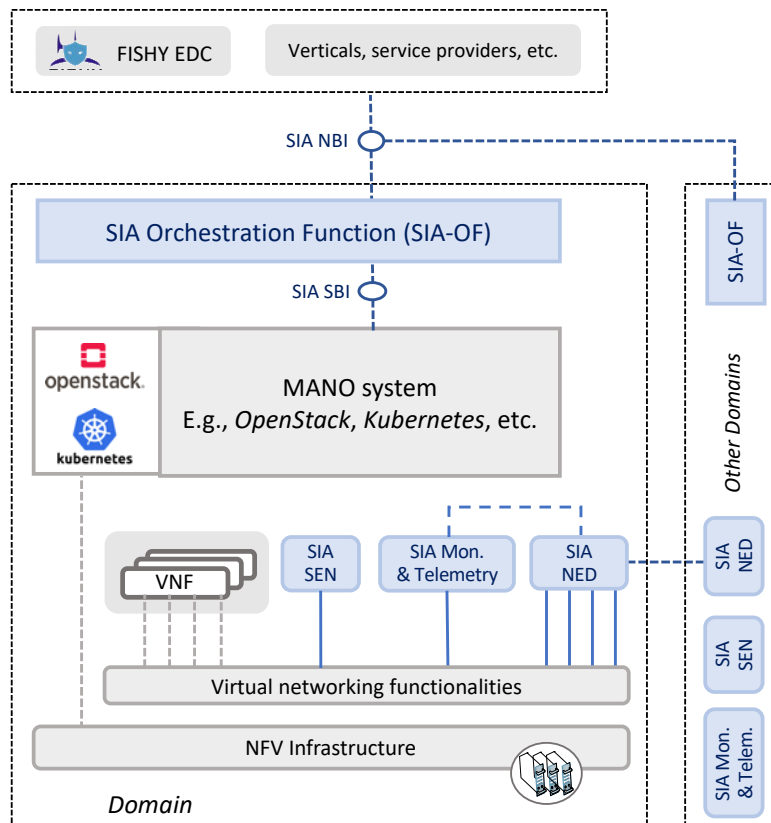 FISHY EDC
Verticals, service providers, etc.
SIA NBI
SIA Orchestration Function (SIA-OF)
SIA-OF
SIA SBI
openstack.
kubernetes
MANO system
E.g., OpenStack, Kubernetes, etc.
Other Domains
VNF
SIA
SEN
SIA Mon.
& Telemetry
SIA
NED
SIA
NED
SIA
SEN
SIA Mon.
& Telem.
Virtual networking functionalities
NFV Infrastructure
Domain